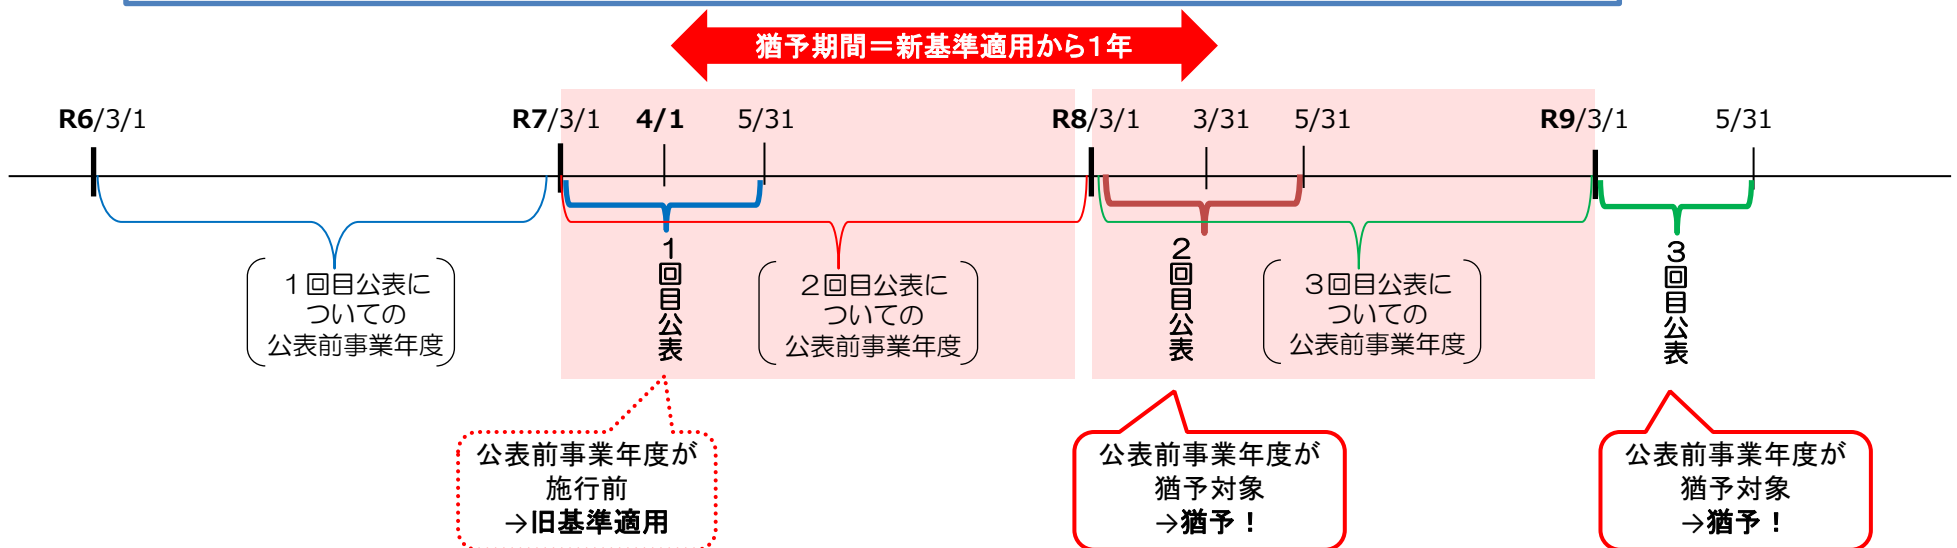 猶予期間＝新基準適用から１年
R6/3/1
R7/3/1
4/1
5/31
R8/3/1
3/31
5/31
R9/3/1
5/31
１回目公表に
ついての
公表前事業年度
１回目公表
２回目公表に
ついての
公表前事業年度
２回目公表
３回目公表に
ついての
公表前事業年度
３回目公表
公表前事業年度が
施行前
→旧基準適用
公表前事業年度が
猶予対象
→猶予！
公表前事業年度が
猶予対象
→猶予！